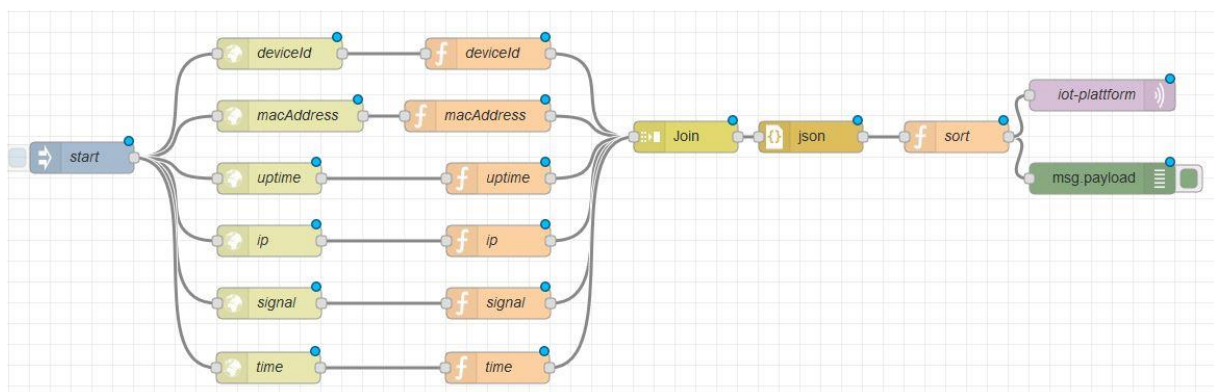 start
deviceId
deviceId
macAddress
macAddress
uptime
uptime
ip
ip
signal
signal
time
time
Join
json
sort
iot-plattform
msg.payload